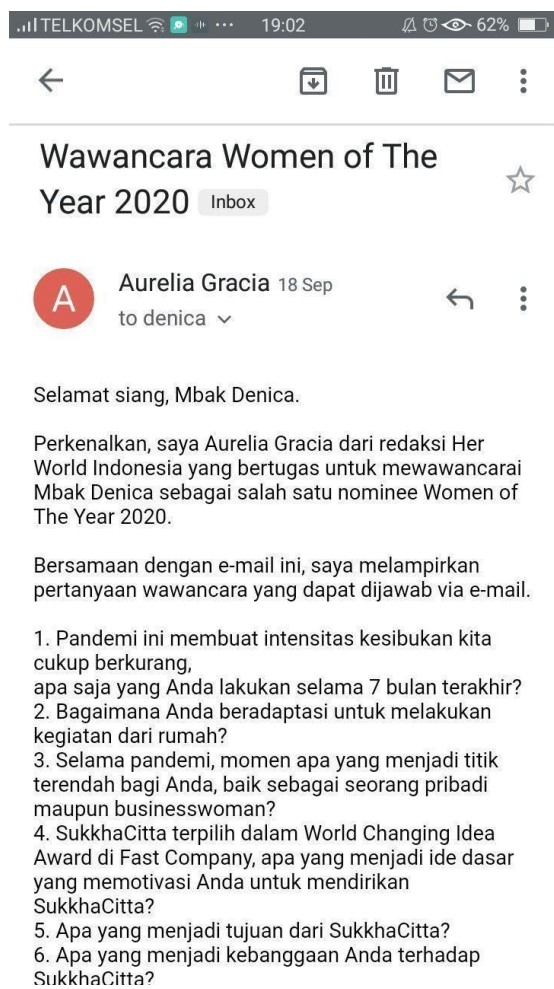 TELKOMSEL 19:02 62%
Wawancara Women of The
Year 2020 Inbox
A
Aurelia Gracia 18 Sep
to denica
Selamat siang, Mbak Denica.
Perkenalkan, saya Aurelia Gracia dari redaksi Her
World Indonesia yang bertugas untuk mewawancarai
Mbak Denica sebagai salah satu nominee Women of
The Year 2020.
Bersamaan dengan e-mail ini, saya melampirkan
pertanyaan wawancara yang dapat dijawab via e-mail.
1. Pandemi ini membuat intensitas kesibukan kita
cukup berkurang,
apa saja yang Anda lakukan selama 7 bulan terakhir?
2. Bagaimana Anda beradaptasi untuk melakukan
kegiatan dari rumah?
3. Selama pandemi, momen apa yang menjadi titik
terendah bagi Anda, baik sebagai seorang pribadi
maupun businesswoman?
4. SukkhaCitta terpilih dalam World Changing Idea
Award di Fast Company, apa yang menjadi ide dasar
yang memotivasi Anda untuk mendirikan
SukkhaCitta?
5. Apa yang menjadi tujuan dari SukkhaCitta?
6. Apa yang menjadi kebanggaan Anda terhadap
SukkhaCitta?